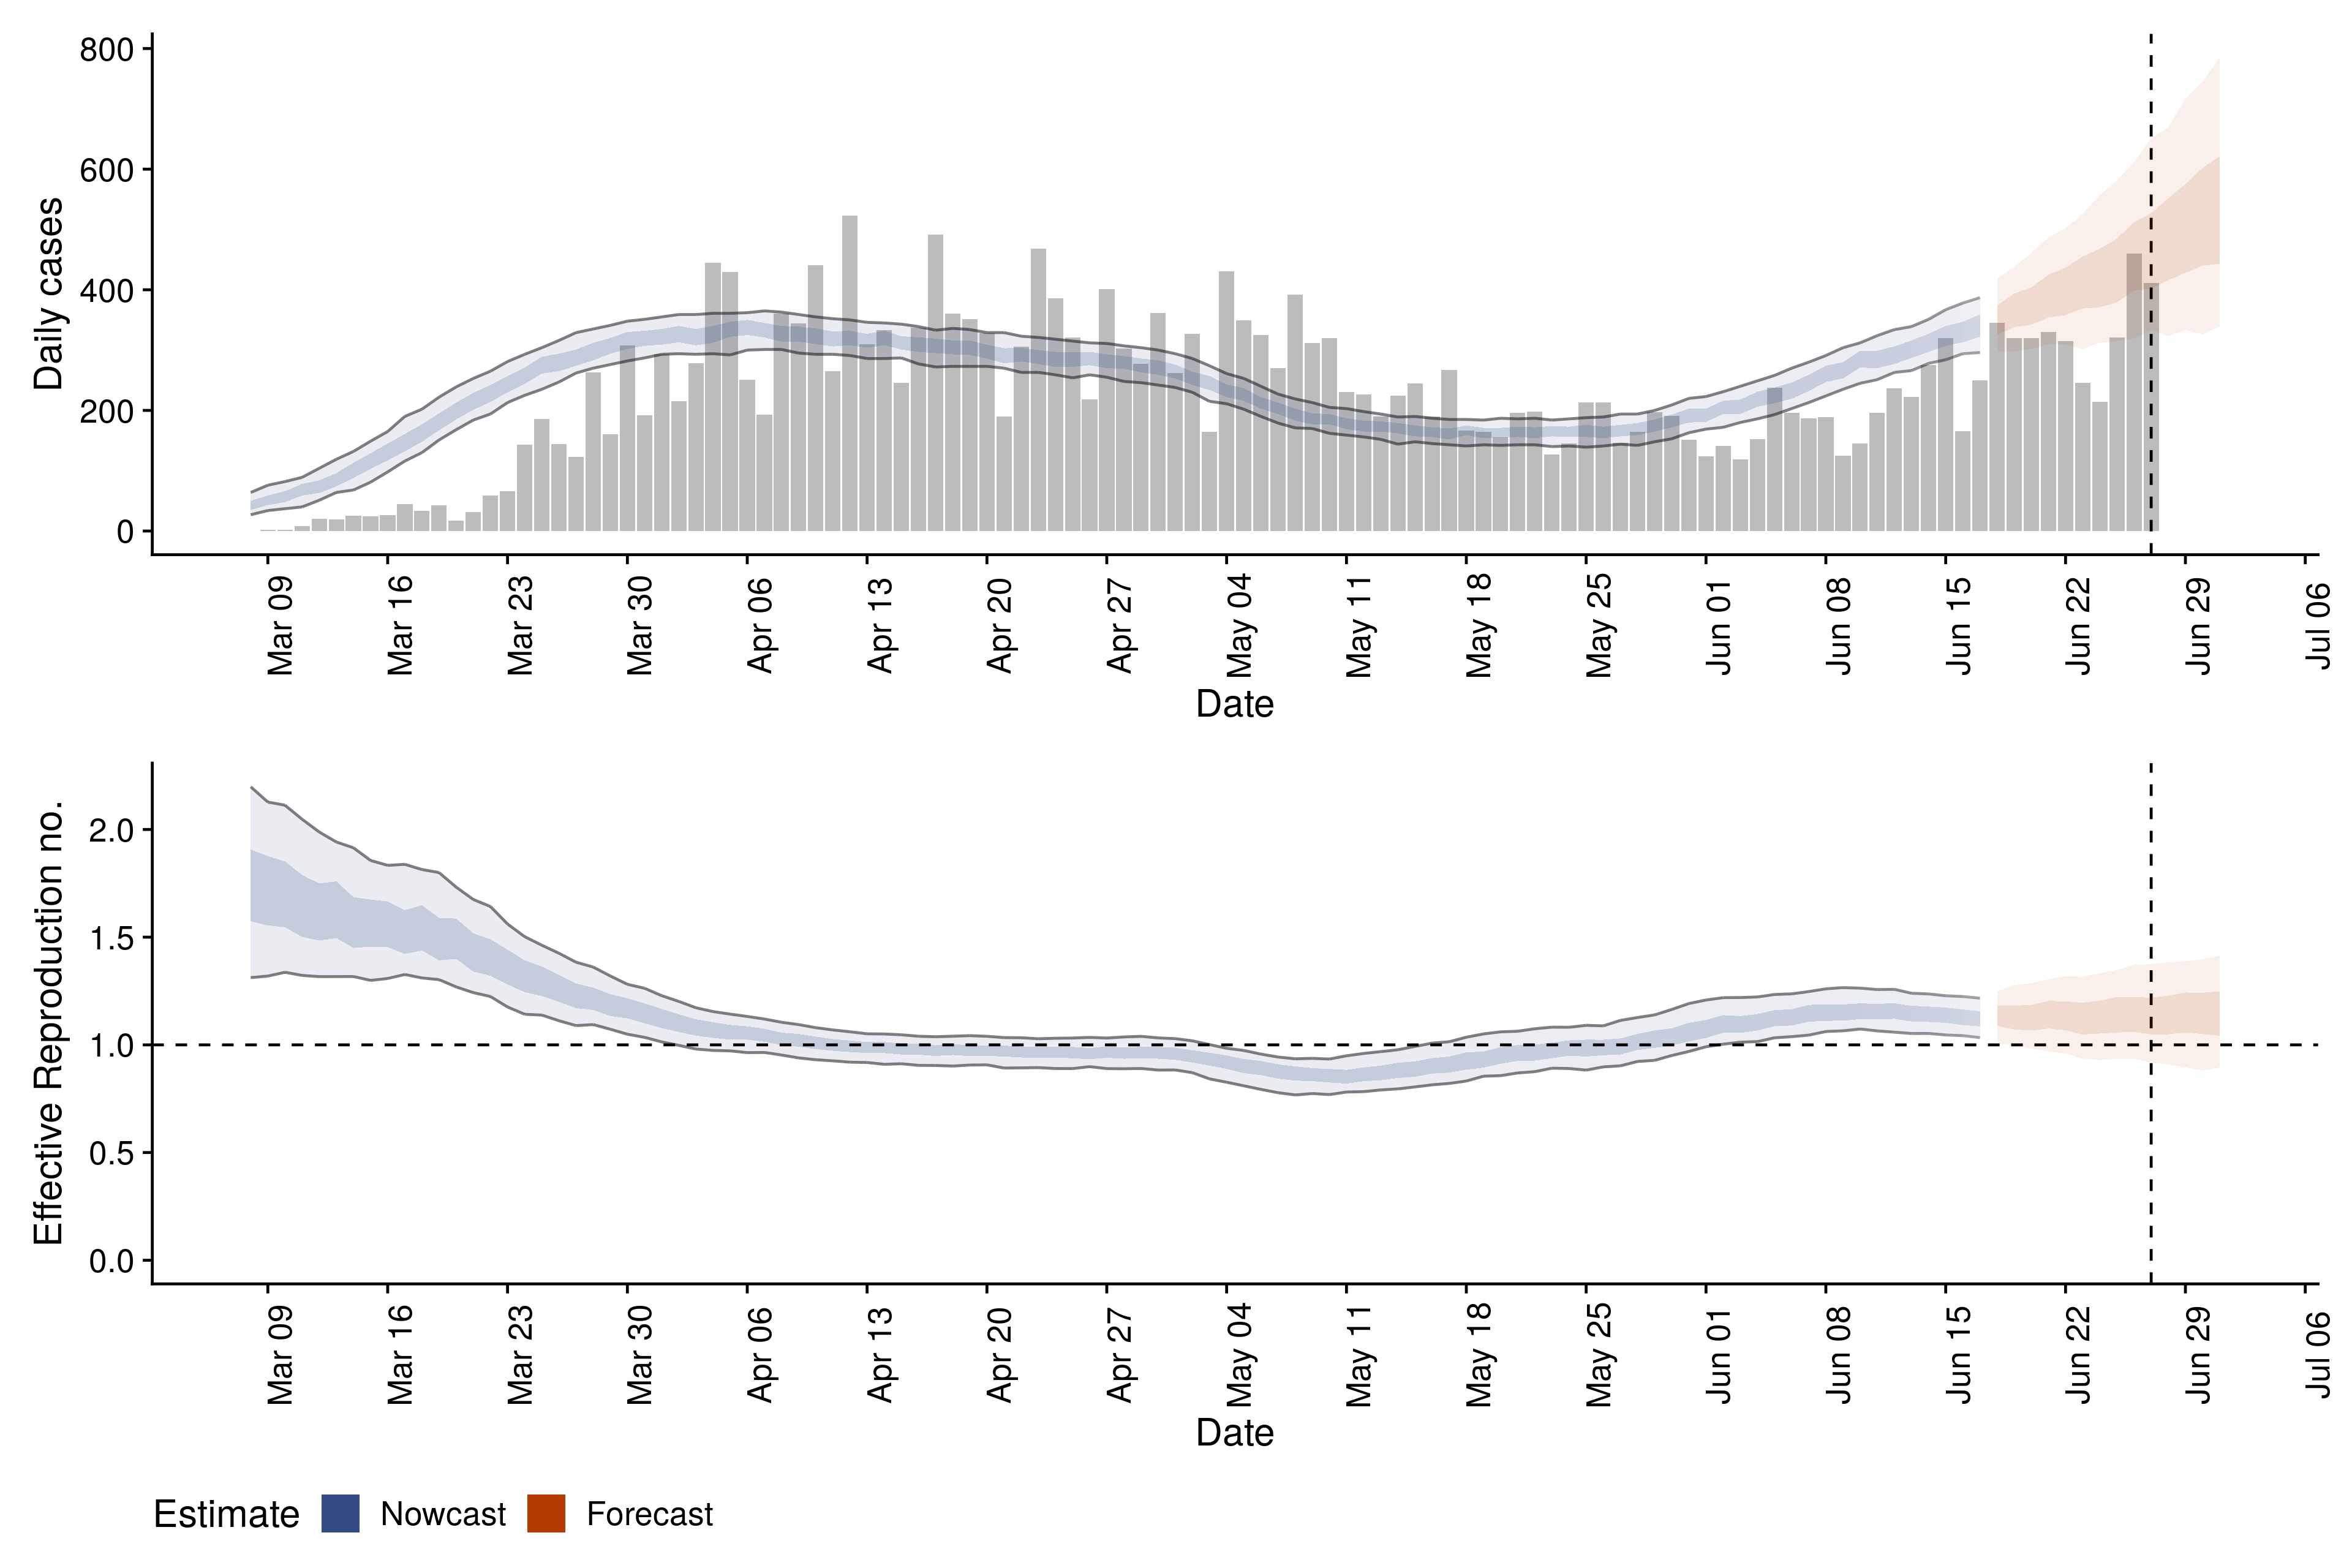 800
600
400
200
0
Daily cases
Mar 09 Mar 16 Mar 23 Mar 30 Apr 06 Apr 13 Apr 20 Apr 27 May 04 May 11 May 18 May 25 Jun 01 Jun 08 Jun 15 Jun 22 Jun 29 Jul 06
Date
2.0
1.5
1.0
0.5
0.0
Effective Reproduction no.
Mar 09 Mar 16 Mar 23 Mar 30 Apr 06 Apr 13 Apr 20 Apr 27 May 04 May 11 May 18 May 25 Jun 01 Jun 08 Jun 15 Jun 22 Jun 29 Jul 06
Date
Estimate Nowcast Forecast